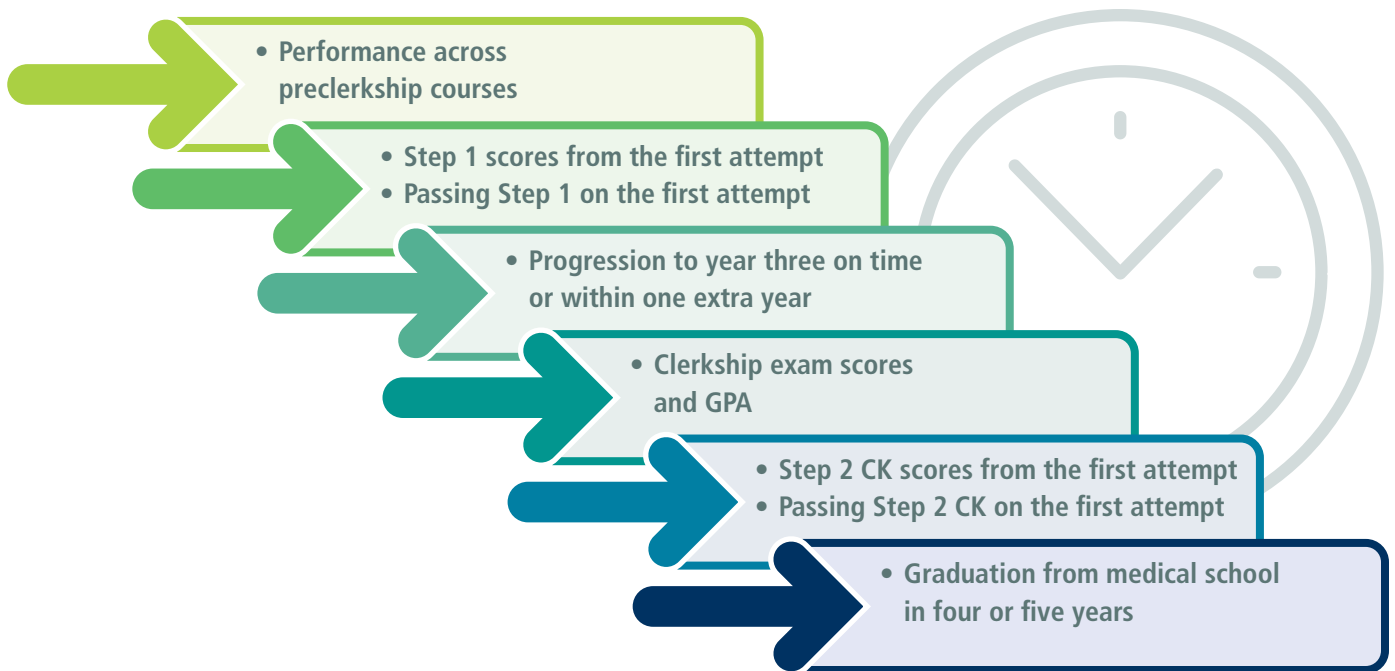 • Performance across
preclerkship courses
• Step 1 scores from the first attempt
• Passing Step 1 on the first attempt
• Progression to year three on time
or within one extra year
• Clerkship exam scores
and GPA
• Step 2 CK scores from the first attempt
• Passing Step 2 CK on the first attempt
• Graduation from medical school
in four or five years